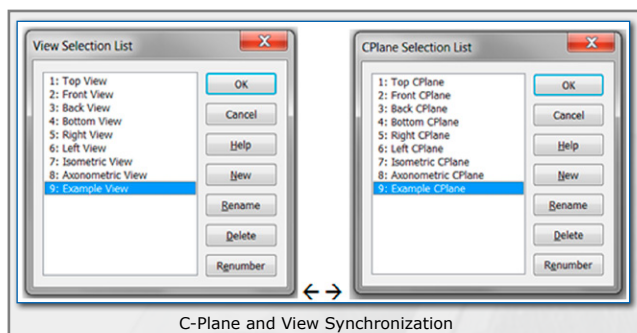 View Selection List
1: Top View
2: Front View
3: Back View
4: Bottom View
5: Right View
6: Left View
7: Isometric View
8: Axonometric View
9: Example View
OK
Cancel
Help
New
Rename
Delete
Renumber
CPlane Selection List
1: Top CPlane
2: Front CPlane
3: Back CPlane
4: Bottom CPlane
5: Right CPlane
6: Left CPlane
7: Isometric CPlane
8: Axonometric CPlane
9: Example CPlane
OK
Cancel
Help
New
Rename
Delete
Renumber
C-Plane and View Synchronization